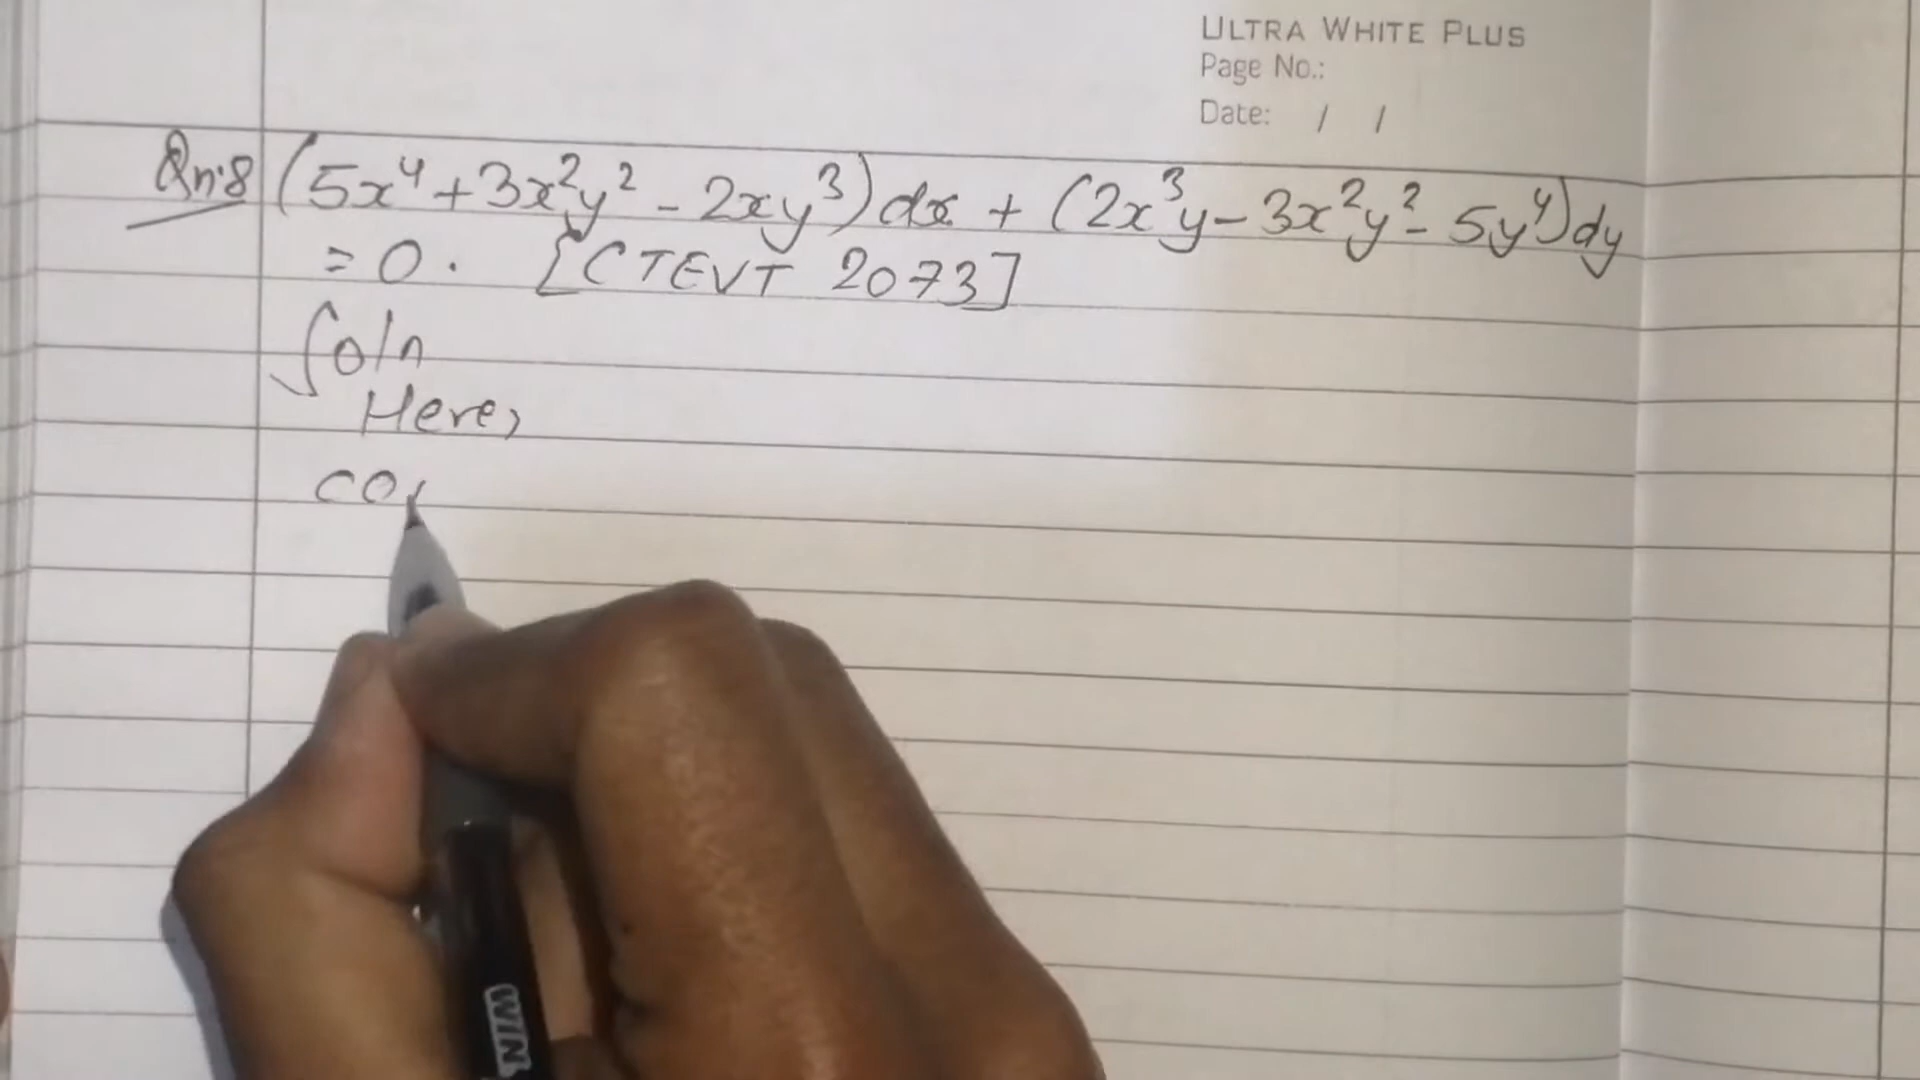 ULTRA WHITE PLUS
Page No.:
Date: / /
Qn.8 (5x⁴ + 3x²y² - 2xy³) dx + (2x³y - 3x²y² - 5y⁴) dy
= 0. [CTEVT 2073]
Soln
Here,
co
WIN